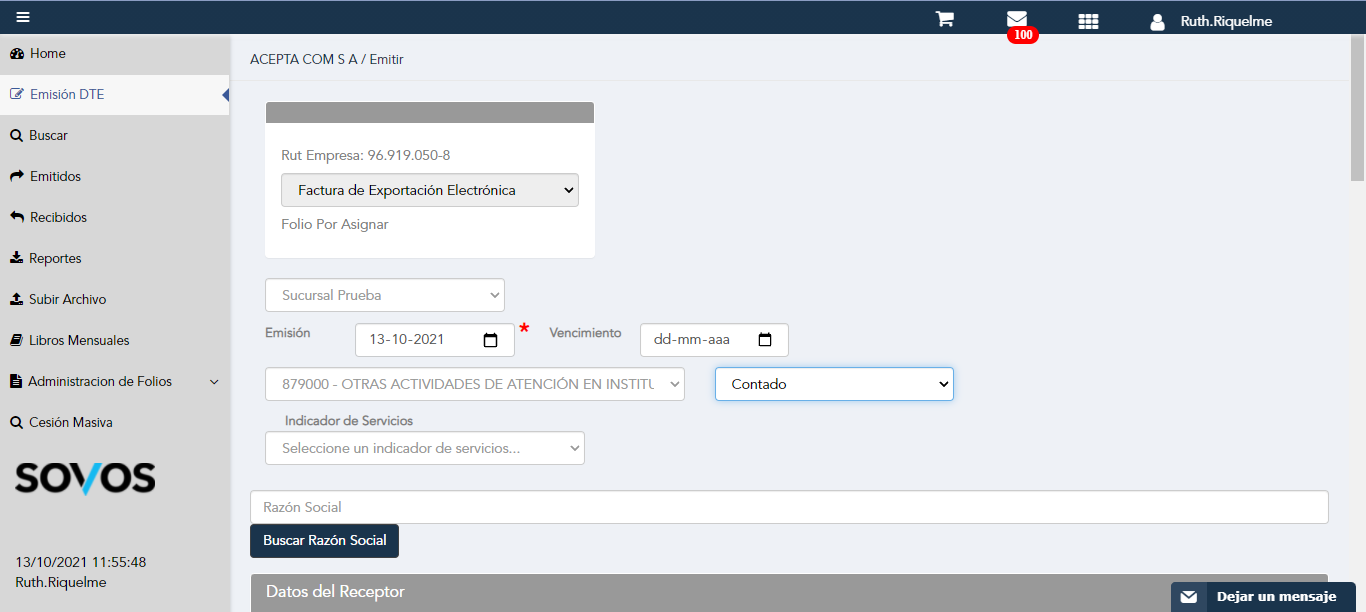 Ruth.Riquelme
100
Home
Emisión DTE
Buscar
Emitidos
Recibidos
Reportes
Subir Archivo
Libros Mensuales
Administracion de Folios
Cesión Masiva
SOVOS
13/10/2021 11:55:48
Ruth.Riquelme
ACEPTA COM S A / Emitir
Rut Empresa: 96.919.050-8
Factura de Exportación Electrónica
Folio Por Asignar
Sucursal Prueba
Emisión 13-10-2021 * Vencimiento dd-mm-aaa
879000 - OTRAS ACTIVIDADES DE ATENCIÓN EN INSTITU Contado
Indicador de Servicios
Seleccione un indicador de servicios...
Razón Social
Buscar Razón Social
Datos del Receptor
Dejar un mensaje